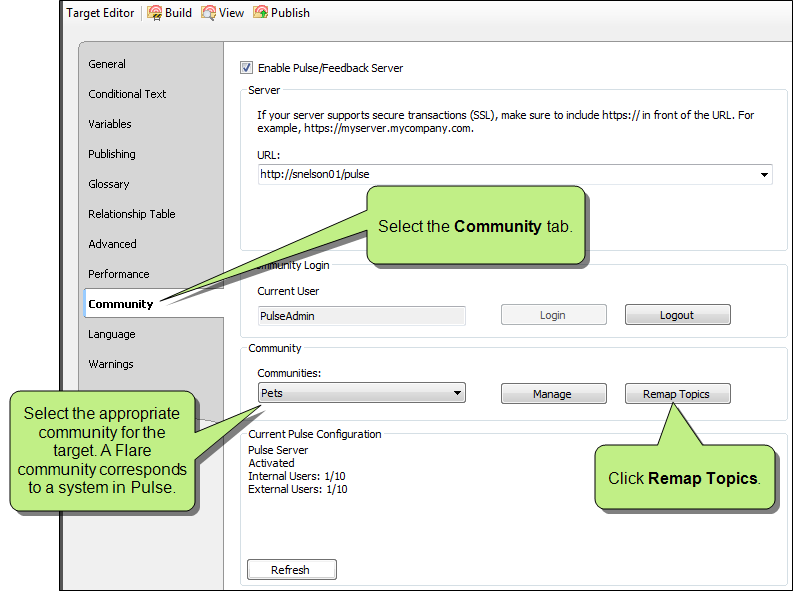 Target Editor Build View Publish
General
Conditional Text
Variables
Publishing
Glossary
Relationship Table
Advanced
Performance
Community
Language
Warnings
Enable Pulse/Feedback Server
Server
If your server supports secure transactions (SSL), make sure to include https:// in front of the URL. For
example, https://myserver.mycompany.com.
URL:
http://snelson01/pulse
Select the Community tab.
ommunity Login
Current User
PulseAdmin Login Logout
Community
Communities:
Pets Manage Remap Topics
Select the appropriate
community for the
target. A Flare
community corresponds
to a system in Pulse.
Current Pulse Configuration
Pulse Server
Activated
Internal Users: 1/10
External Users: 1/10
Click Remap Topics.
Refresh